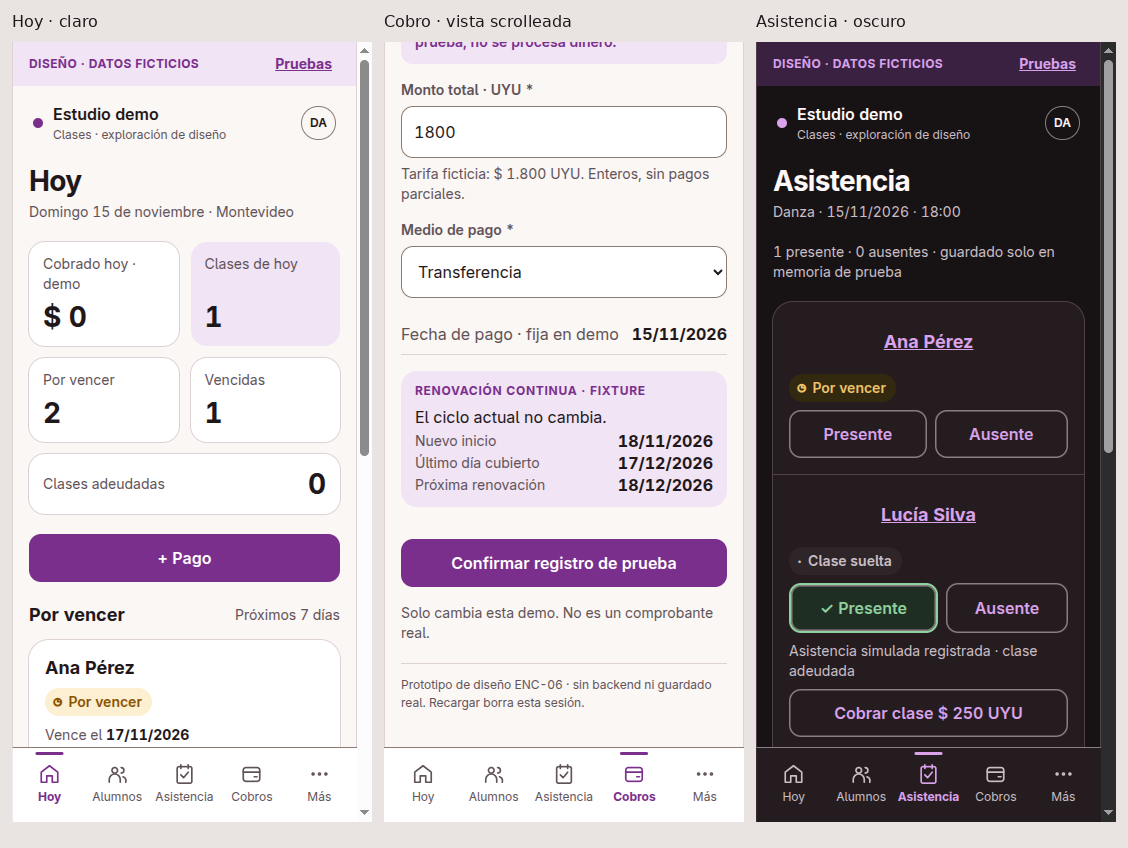 Hoy · claro
DISEÑO · DATOS FICTICIOS
Pruebas
Estudio demo
Clases · exploración de diseño
DA
Hoy
Domingo 15 de noviembre · Montevideo
Cobrado hoy ·
demo
$ 0
Clases de hoy
1
Por vencer
2
Vencidas
1
Clases adeudadas
0
+ Pago
Por vencer
Próximos 7 días
Ana Pérez
Por vencer
Vence el 17/11/2026
Hoy
Alumnos
Asistencia
Cobros
Más
Cobro · vista scrolleada
prueba, no se procesa dinero.
Monto total · UYU *
1800
Tarifa ficticia: $ 1.800 UYU. Enteros, sin pagos
parciales.
Medio de pago *
Transferencia
Fecha de pago · fija en demo 15/11/2026
RENOVACIÓN CONTINUA · FIXTURE
El ciclo actual no cambia.
Nuevo inicio 18/11/2026
Último día cubierto 17/12/2026
Próxima renovación 18/12/2026
Confirmar registro de prueba
Solo cambia esta demo. No es un comprobante
real.
Prototipo de diseño ENC-06 · sin backend ni guardado
real. Recargar borra esta sesión.
Hoy
Alumnos
Asistencia
Cobros
Más
Asistencia · oscuro
DISEÑO · DATOS FICTICIOS
Pruebas
Estudio demo
Clases · exploración de diseño
DA
Asistencia
Danza · 15/11/2026 · 18:00
1 presente · 0 ausentes · guardado solo en
memoria de prueba
Ana Pérez
Por vencer
Presente
Ausente
Lucía Silva
· Clase suelta
✓ Presente
Ausente
Asistencia simulada registrada · clase
adeudada
Cobrar clase $ 250 UYU
Hoy
Alumnos
Asistencia
Cobros
Más